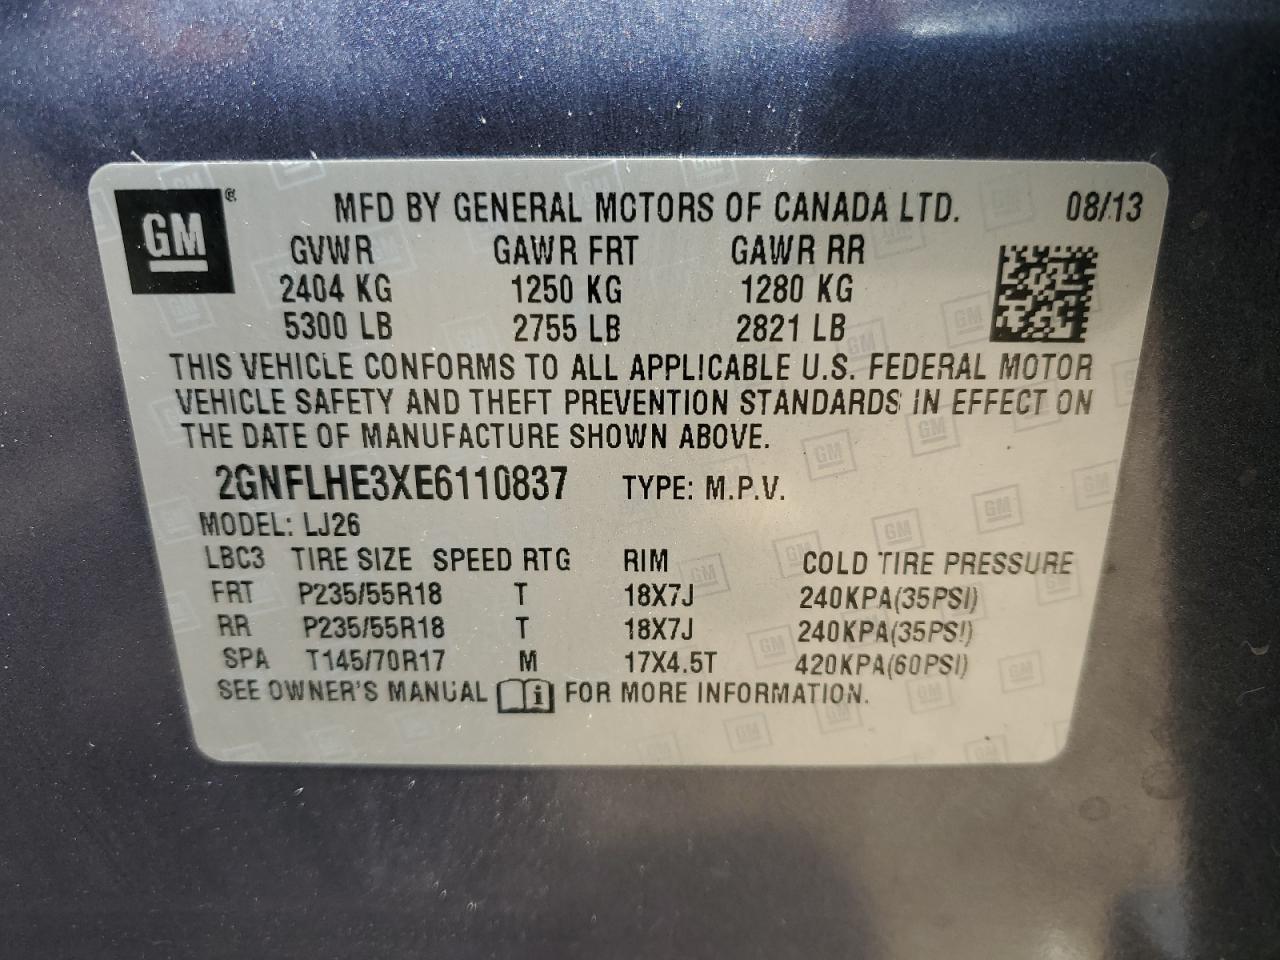 GM® MFD BY GENERAL MOTORS OF CANADA LTD. 08/13
GVWR GAWR FRT GAWR RR
2404 KG 1250 KG 1280 KG
5300 LB 2755 LB 2821 LB
THIS VEHICLE CONFORMS TO ALL APPLICABLE U.S. FEDERAL MOTOR
VEHICLE SAFETY AND THEFT PREVENTION STANDARDS IN EFFECT ON
THE DATE OF MANUFACTURE SHOWN ABOVE.
2GNFLHE3XE6110837 TYPE: M.P.V.
MODEL: LJ26
LBC3 TIRE SIZE SPEED RTG RIM COLD TIRE PRESSURE
FRT P235/55R18 T 18X7J 240KPA(35PSI)
RR P235/55R18 T 18X7J 240KPA(35PSI)
SPA T145/70R17 M 17X4.5T 420KPA(60PSI)
SEE OWNER'S MANUAL i FOR MORE INFORMATION.